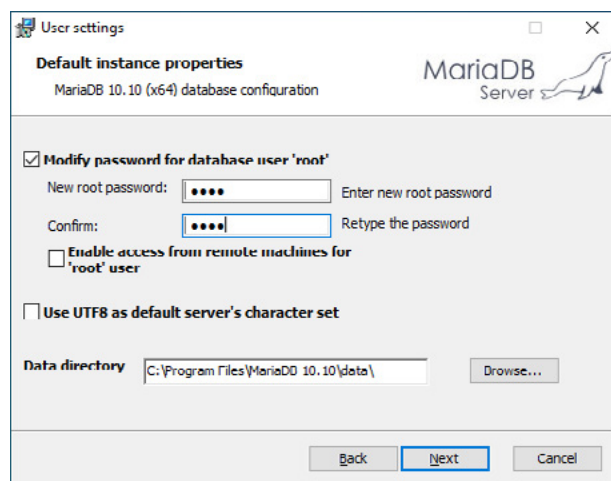 User settings
Default instance properties
MariaDB 10.10 (x64) database configuration
MariaDB
Server
Modify password for database user 'root'
New root password: •••• Enter new root password
Confirm: •••• Retype the password
Enable access from remote machines for
'root' user
Use UTF8 as default server's character set
Data directory C:\Program Files\MariaDB 10.10\data\ Browse...
Back Next Cancel